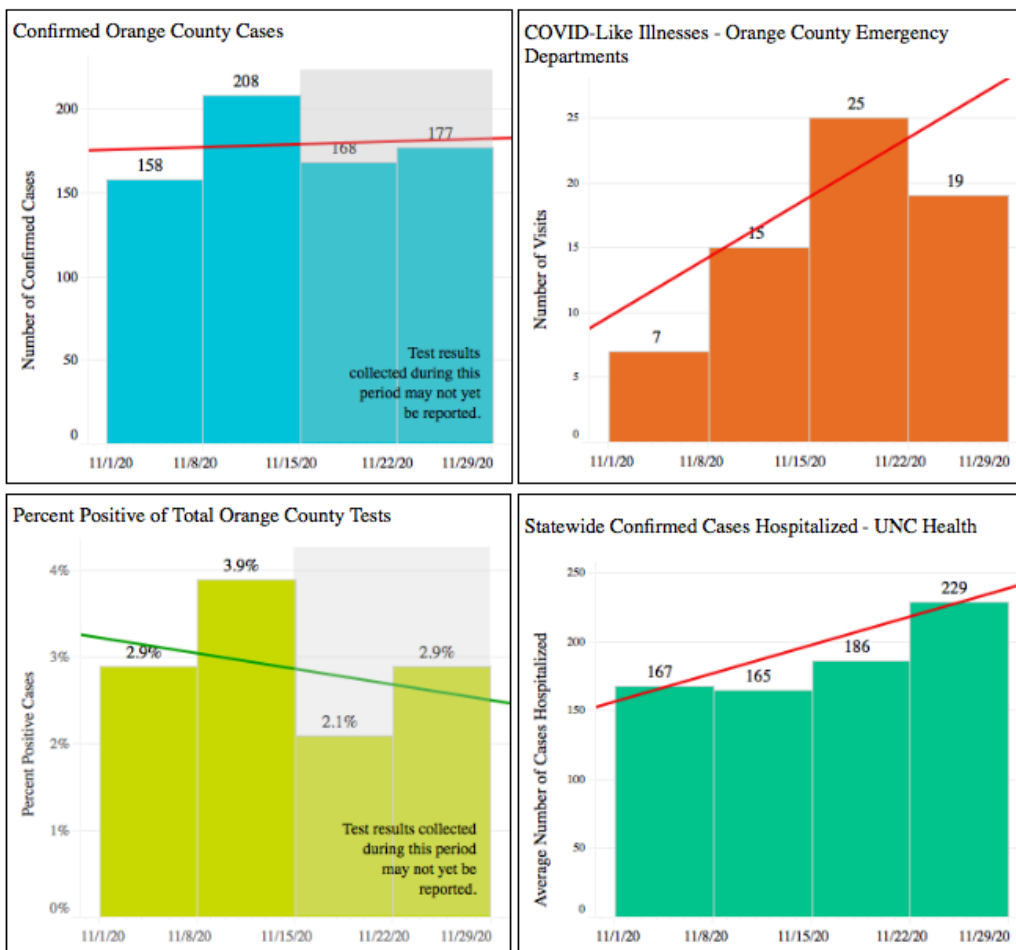 Confirmed Orange County Cases
Number of Confirmed Cases
200
150
100
50
0
158
208
168
177
Test results
collected during this
period may not yet
be reported.
11/1/20 11/8/20 11/15/20 11/22/20 11/29/20
COVID-Like Illnesses - Orange County Emergency
Departments
Number of Visits
25
20
15
10
5
0
7
15
25
19
11/1/20 11/8/20 11/15/20 11/22/20 11/29/20
Percent Positive of Total Orange County Tests
Percent Positive Cases
4%
3%
2%
1%
0%
2.9%
3.9%
2.1%
2.9%
Test results collected
during this period
may not yet be
reported.
11/1/20 11/8/20 11/15/20 11/22/20 11/29/20
Statewide Confirmed Cases Hospitalized - UNC Health
Average Number of Cases Hospitalized
250
200
150
100
50
0
167
165
186
229
11/1/20 11/8/20 11/15/20 11/22/20 11/29/20